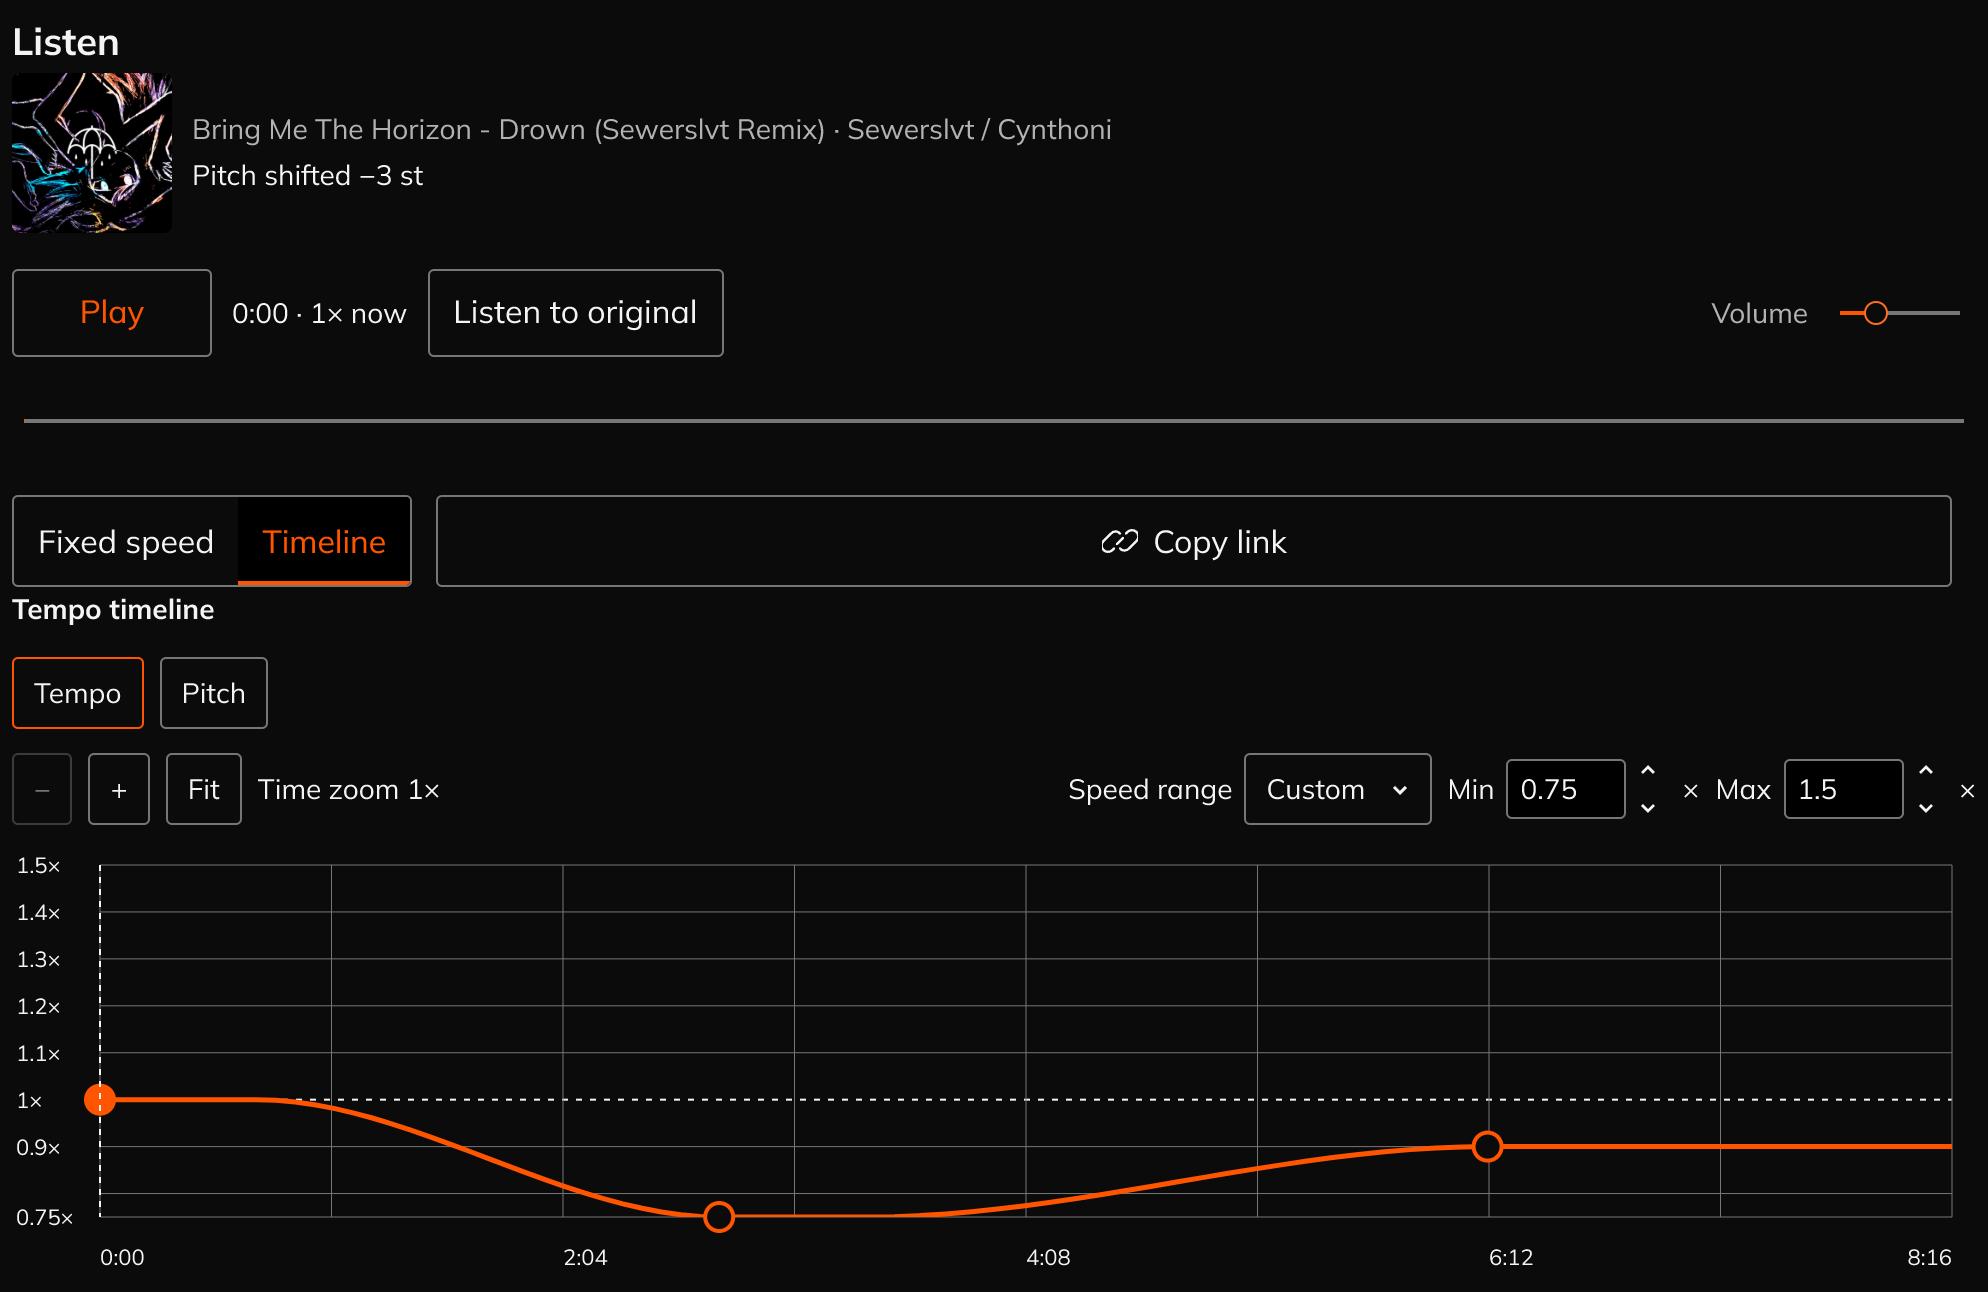 Listen
Bring Me The Horizon - Drown (Sewerslvt Remix) · Sewerslvt / Cynthoni
Pitch shifted −3 st
Play 0:00 · 1× now Listen to original Volume
Fixed speed Timeline Copy link
Tempo timeline
Tempo Pitch
− + Fit Time zoom 1× Speed range Custom Min 0.75 × Max 1.5 ×
1.5×
1.4×
1.3×
1.2×
1.1×
1×
0.9×
0.75×
0:00 2:04 4:08 6:12 8:16